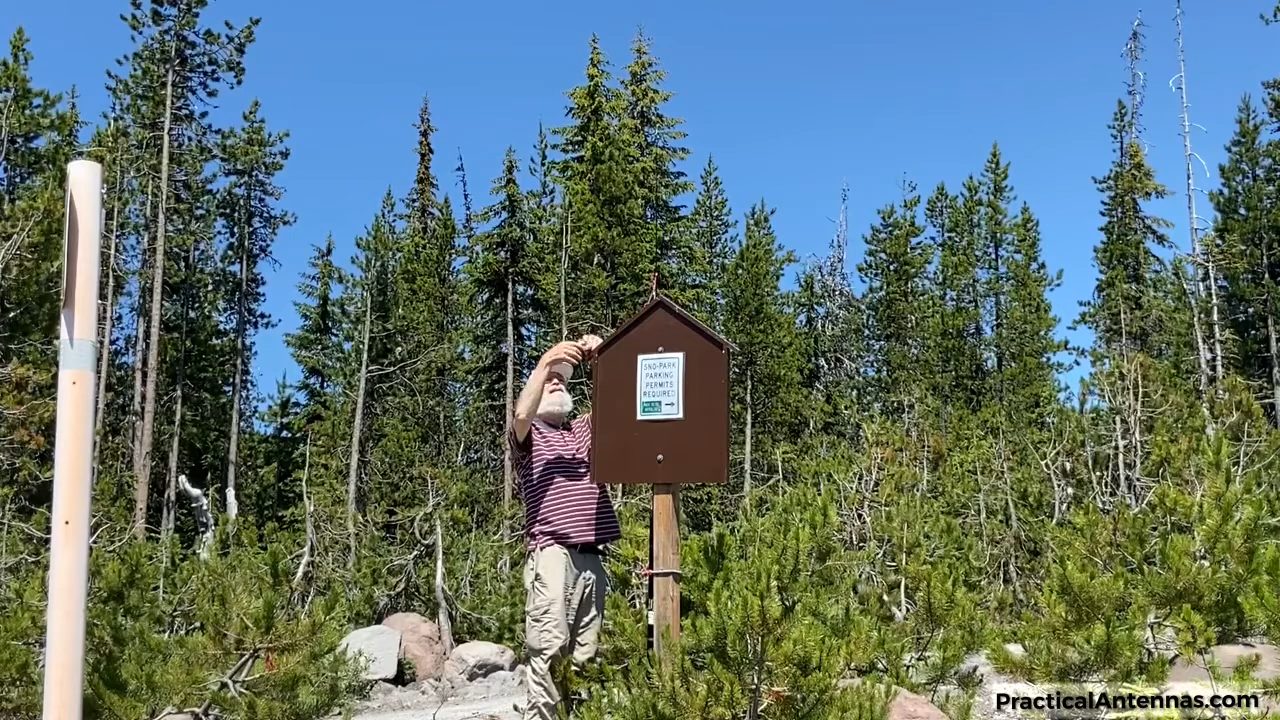 SNO-PARK
PARKING
PERMITS
REQUIRED
PracticalAntennas.com